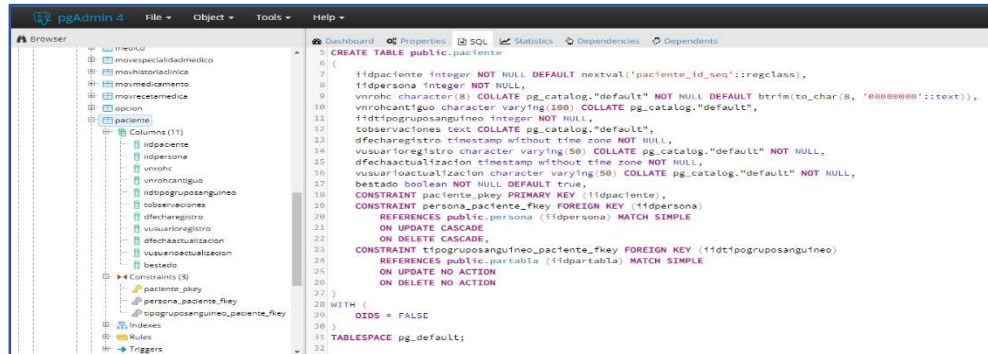 pgAdmin 4 File Object Tools Help
Browser
Dashboard Properties SQL Statistics Dependencies Dependents
medico
movespecialidadmedico
movhistoriaclinica
movmedicamento
movrecetamedica
opcion
paciente
Columns (11)
iidpaciente
iidpersona
vnrohc
vnrohcantiguo
iidtipogruposanguineo
tobservaciones
dfecharegistro
vusuarioregistro
dfechaactualizacion
vusuarioactualizacion
bestado
Constraints (3)
paciente_pkey
persona_paciente_fkey
tipogruposanguineo_paciente_fkey
Indexes
Rules
Triggers
5 CREATE TABLE public.paciente
6 (
7 iidpaciente integer NOT NULL DEFAULT nextval('paciente_id_seq'::regclass),
8 iidpersona integer NOT NULL,
9 vnrohc character(8) COLLATE pg_catalog."default" NOT NULL DEFAULT btrim(to_char(8, '00000000'::text)),
10 vnrohcantiguo character varying(100) COLLATE pg_catalog."default",
11 iidtipogruposanguineo integer NOT NULL,
12 tobservaciones text COLLATE pg_catalog."default",
13 dfecharegistro timestamp without time zone NOT NULL,
14 vusuarioregistro character varying(50) COLLATE pg_catalog."default" NOT NULL,
15 dfechaactualizacion timestamp without time zone NOT NULL,
16 vusuarioactualizacion character varying(50) COLLATE pg_catalog."default" NOT NULL,
17 bestado boolean NOT NULL DEFAULT true,
18 CONSTRAINT paciente_pkey PRIMARY KEY (iidpaciente),
19 CONSTRAINT persona_paciente_fkey FOREIGN KEY (iidpersona)
20 REFERENCES public.persona (iidpersona) MATCH SIMPLE
21 ON UPDATE CASCADE
22 ON DELETE CASCADE,
23 CONSTRAINT tipogruposanguineo_paciente_fkey FOREIGN KEY (iidtipogruposanguineo)
24 REFERENCES public.partabla (iidpartabla) MATCH SIMPLE
25 ON UPDATE NO ACTION
26 ON DELETE NO ACTION
27 )
28 WITH (
29 OIDS = FALSE
30 )
31 TABLESPACE pg_default;
32